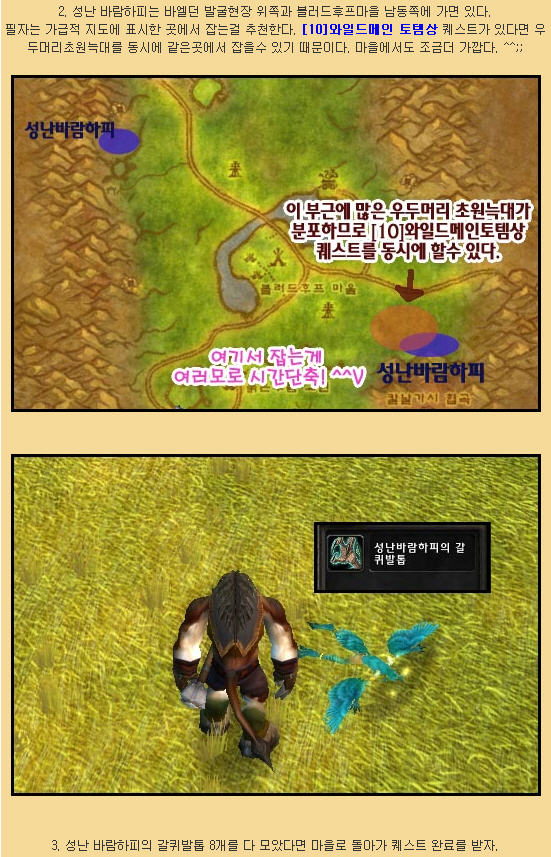 2. 성난 바람하피는 바엘던 발굴현장 위쪽과 블러드후프마을 남동쪽에 가면 있다.
필자는 가급적 지도에 표시한 곳에서 잡는걸 추천한다. [10]와일드메인 토템상 퀘스트가 있다면 우
두머리초원늑대를 동시에 같은곳에서 잡을수 있기 때문이다. 마을에서도 조금더 가깝다. ^^;;
성난바람하피
이 부근에 많은 우두머리 초원늑대가
분포하므로 [10]와일드메인토템상
퀘스트를 동시에 할수 있다.
블러드후프 마을
여기서 잡는게
여러모로 시간단축! ^^V
성난바람하피
칼날가시 협곡
성난바람하피의 갈
퀴발톱
3. 성난 바람하피의 갈퀴발톱 8개를 다 모았다면 마을로 돌아가 퀘스트 완료를 받자.